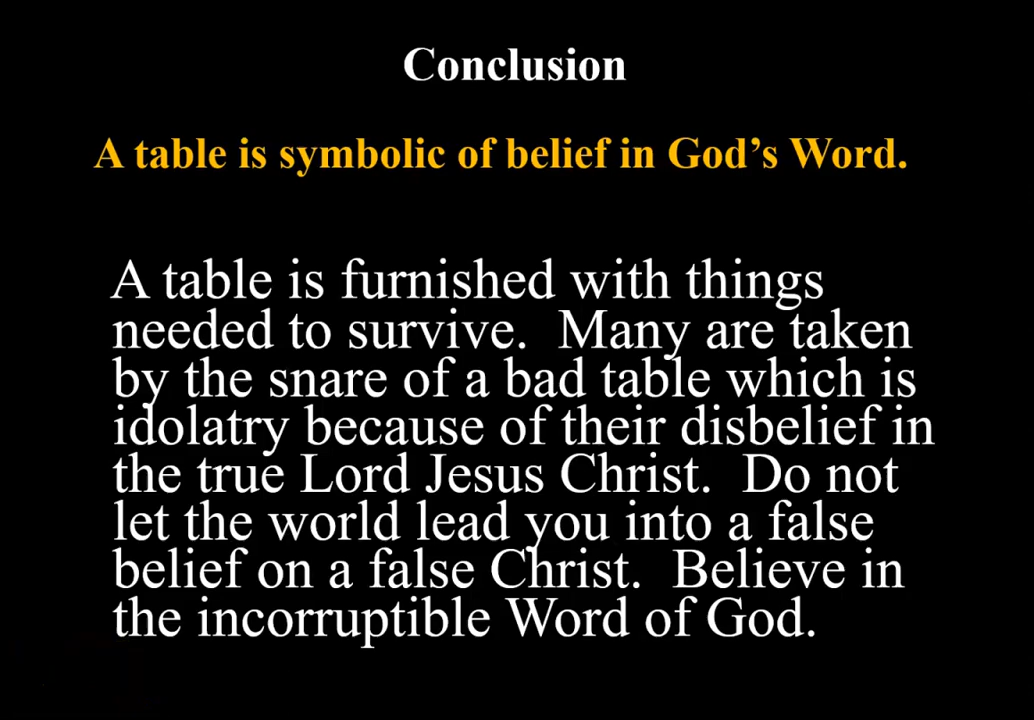 Conclusion
A table is symbolic of belief in God’s Word.
A table is furnished with things
needed to survive.  Many are taken
by the snare of a bad table which is
idolatry because of their disbelief in
the true Lord Jesus Christ.  Do not
let the world lead you into a false
belief on a false Christ.  Believe in
the incorruptible Word of God.